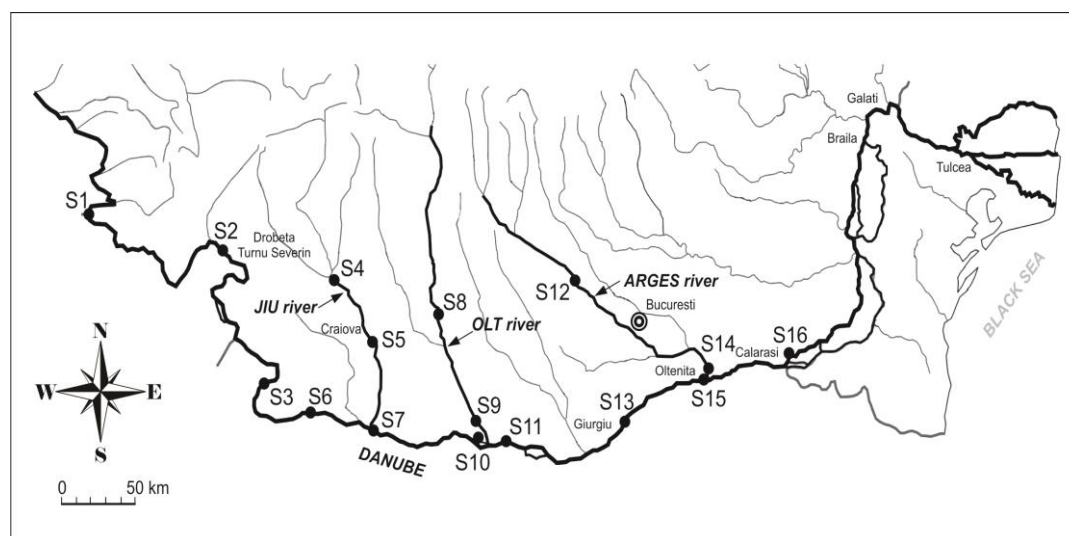 Galati
Braila
Tulcea
S1
S2
Drobeta
Turnu Severin
S4
JIU river
S8
OLT river
S12
ARGES river
Bucuresti
BLACK SEA
Craiova
S5
S14
Calarasi
S16
Oltenita
S15
N
W
E
S
S3
S6
S7
S9
S10
S11
S13
Giurgiu
DANUBE
0
50 km